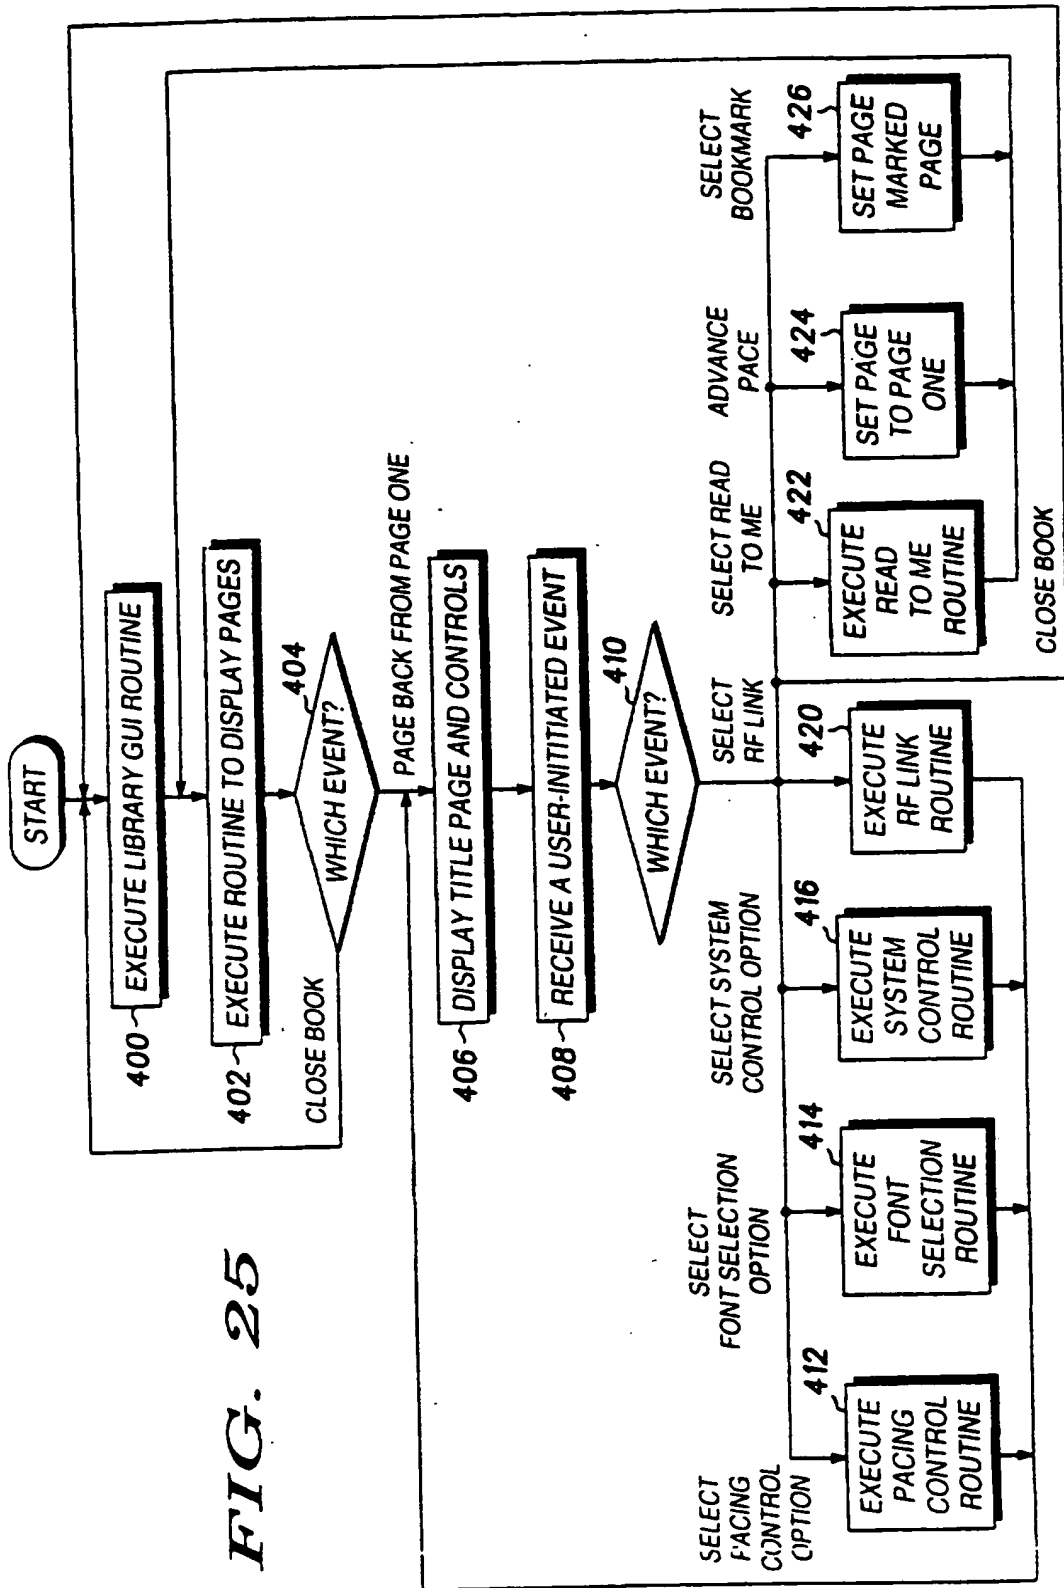 START
400
EXECUTE LIBRARY GUI ROUTINE
402
EXECUTE ROUTINE TO DISPLAY PAGES
404
WHICH EVENT?
CLOSE BOOK
PAGE BACK FROM PAGE ONE
406
DISPLAY TITLE PAGE AND CONTROLS
408
RECEIVE A USER-INITITIATED EVENT
410
WHICH EVENT?
SELECT
PACING
CONTROL
OPTION
412
EXECUTE
PACING
CONTROL
ROUTINE
SELECT
FONT SELECTION
OPTION
414
EXECUTE
FONT
SELECTION
ROUTINE
SELECT SYSTEM
CONTROL OPTION
416
EXECUTE
SYSTEM
CONTROL
ROUTINE
SELECT
RF LINK
420
EXECUTE
RF LINK
ROUTINE
SELECT READ
TO ME
422
EXECUTE
READ
TO ME
ROUTINE
ADVANCE
PACE
424
SET PAGE
TO PAGE
ONE
SELECT
BOOKMARK
426
SET PAGE
MARKED
PAGE
CLOSE BOOK
FIG. 25